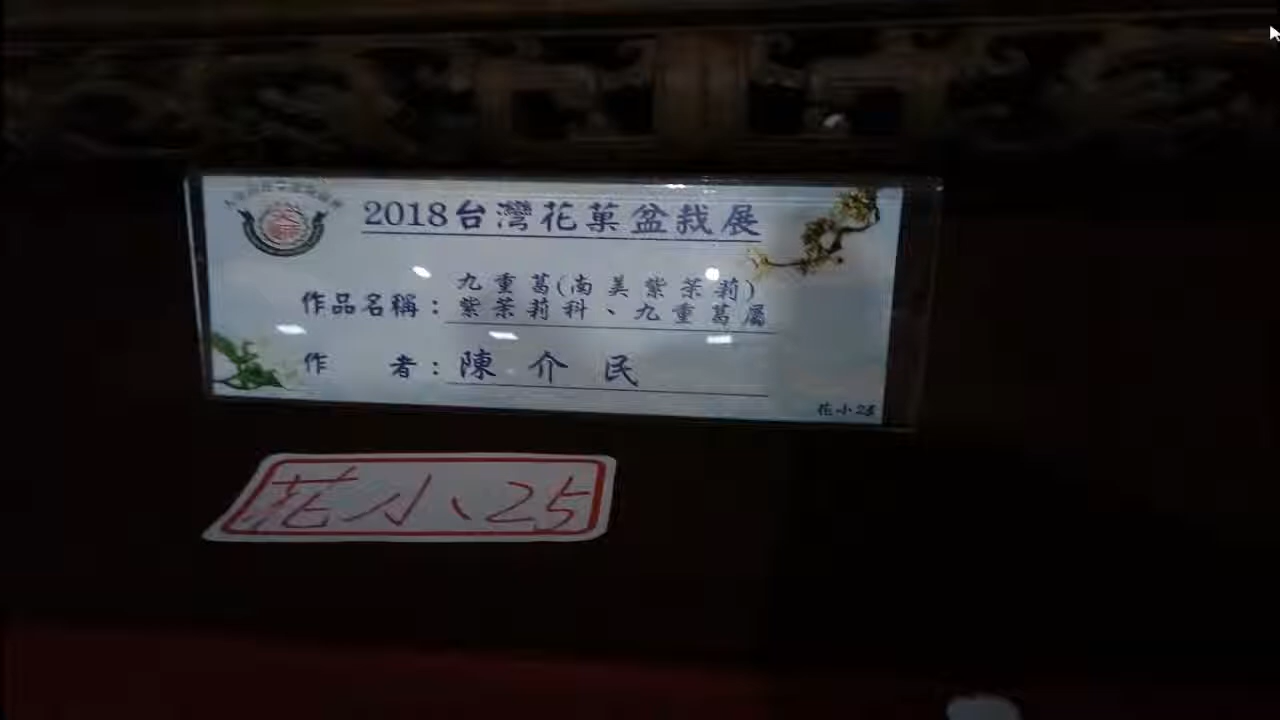 2018台灣花菓盆栽展
作品名稱：九重葛(南美紫茉莉)
紫茉莉科、九重葛屬
作　者：陳介民
花小25
花小25